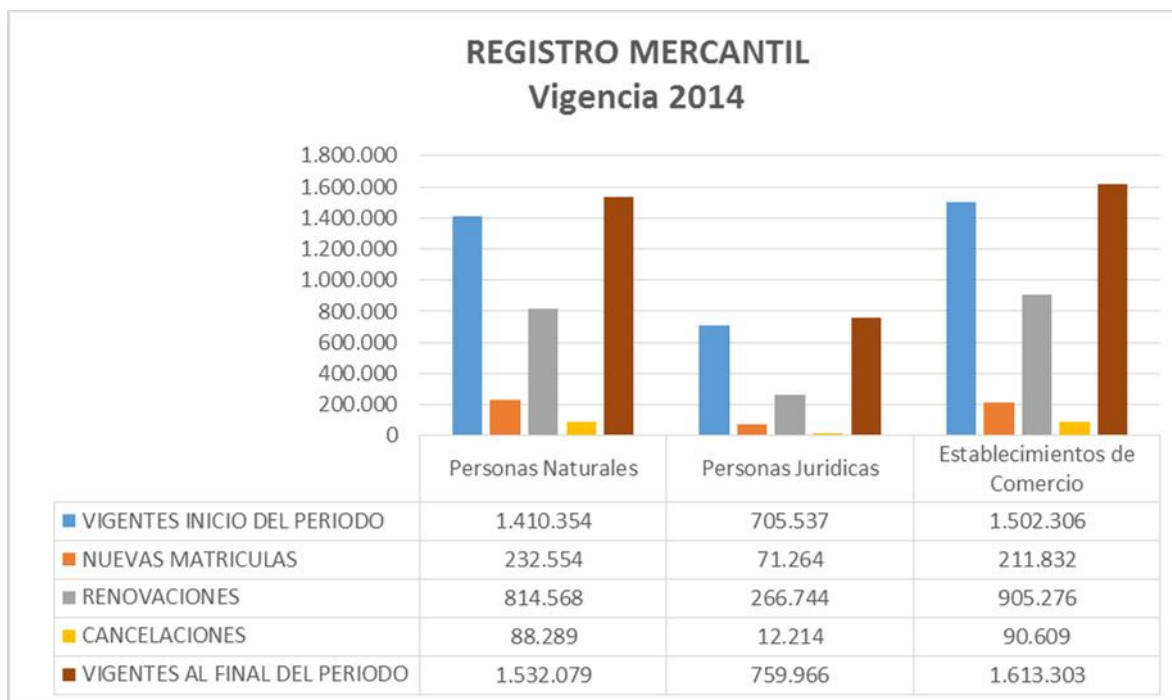 REGISTRO MERCANTIL
Vigencia 2014
1.800.000
1.600.000
1.400.000
1.200.000
1.000.000
800.000
600.000
400.000
200.000
0
Personas Naturales Personas Juridicas Establecimientos de
Comercio
VIGENTES INICIO DEL PERIODO 1.410.354 705.537 1.502.306
NUEVAS MATRICULAS 232.554 71.264 211.832
RENOVACIONES 814.568 266.744 905.276
CANCELACIONES 88.289 12.214 90.609
VIGENTES AL FINAL DEL PERIODO 1.532.079 759.966 1.613.303